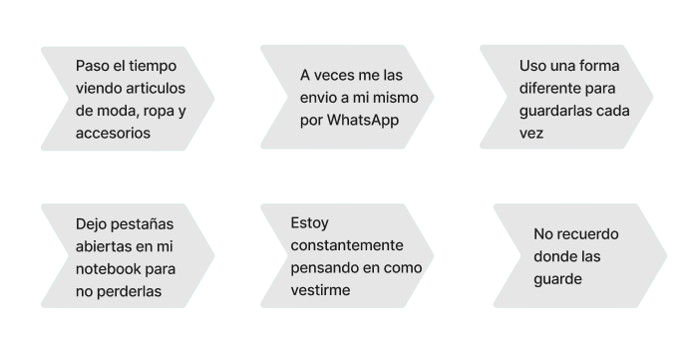 Paso el tiempo
viendo articulos
de moda, ropa y
accesorios
A veces me las
envio a mi mismo
por WhatsApp
Uso una forma
diferente para
guardarlas cada
vez
Dejo pestañas
abiertas en mi
notebook para
no perderlas
Estoy
constantemente
pensando en como
vestirme
No recuerdo
donde las
guarde